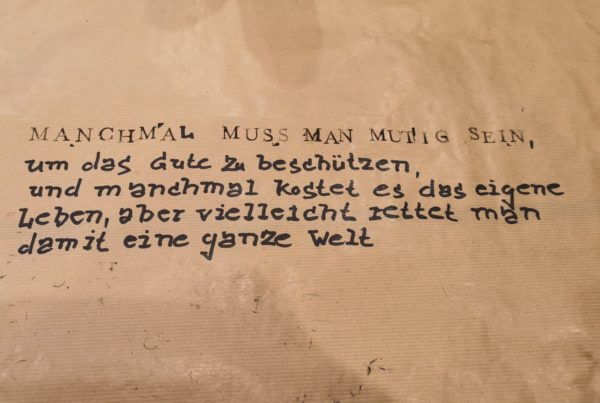 MANCHMAL MUSS MAN MUTIG SEIN,
um das Gute zu beschützen,
und manchmal kostet es das eigene
Leben, aber vielleicht rettet man
damit eine ganze Welt